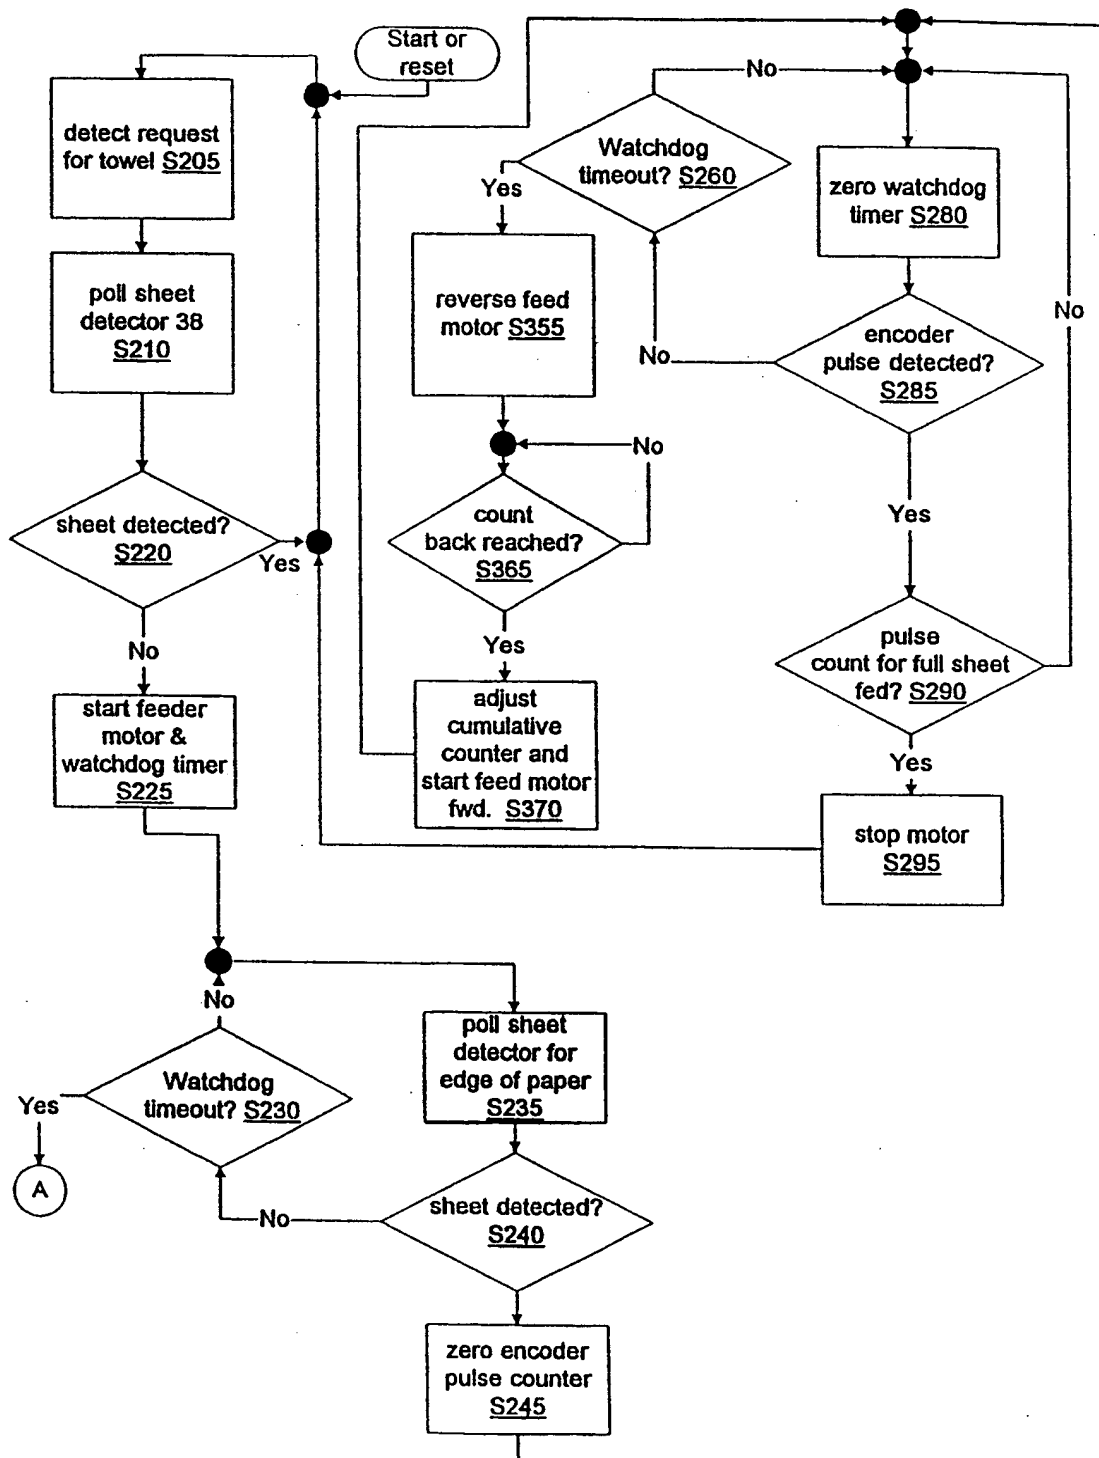 Start or
reset
detect request
for towel S205
poll sheet
detector 38
S210
sheet detected?
S220
Yes
No
start feeder
motor &
watchdog timer
S225
No
Watchdog
timeout? S230
Yes
A
poll sheet
detector for
edge of paper
S235
sheet detected?
S240
No
zero encoder
pulse counter
S245
No
Watchdog
timeout? S260
Yes
reverse feed
motor S355
No
count
back reached?
S365
Yes
adjust
cumulative
counter and
start feed motor
fwd. S370
zero watchdog
timer S280
encoder
pulse detected?
S285
No
Yes
No
pulse
count for full sheet
fed? S290
Yes
stop motor
S295